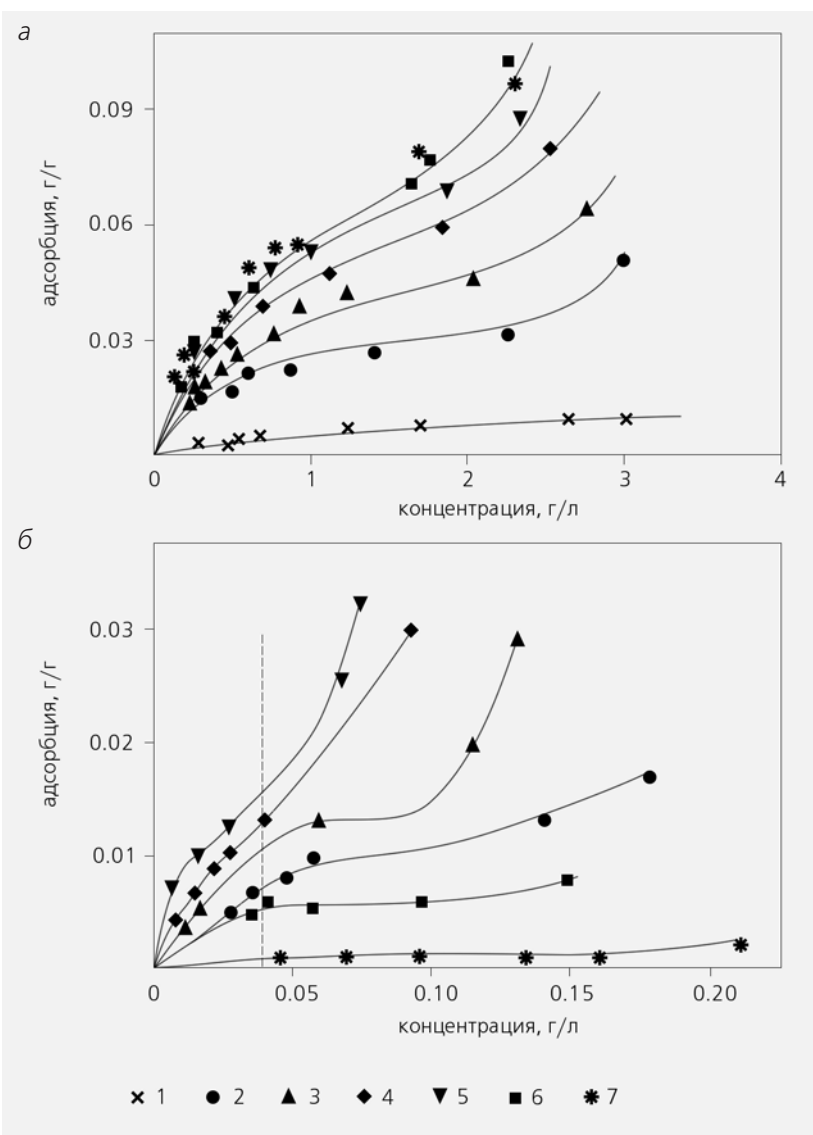 а
адсорбция, г/г
0.09
0.06
0.03
0 1 2 3 4
концентрация, г/л
б
адсорбция, г/г
0.03
0.02
0.01
0 0.05 0.10 0.15 0.20
концентрация, г/л
1 2 3 4 5 6 7